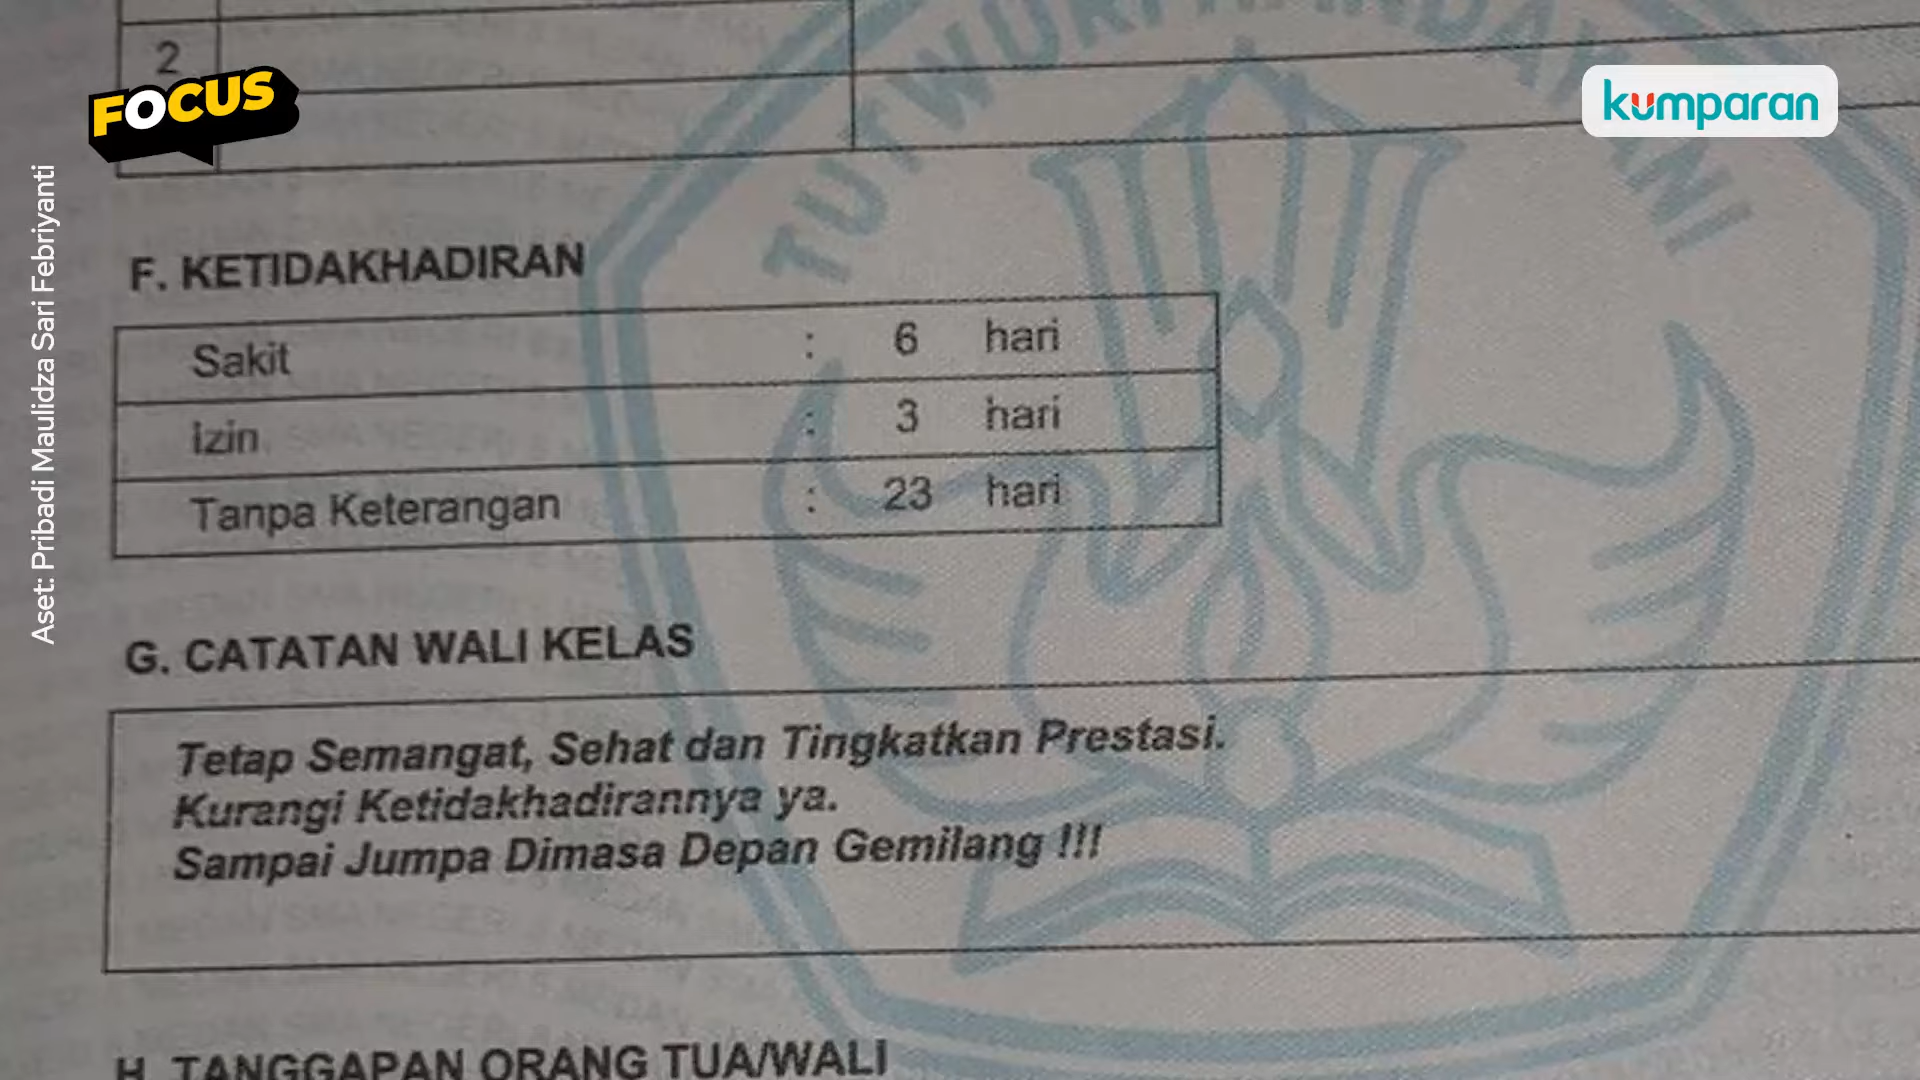 2
FOCUS
kumparan
Aset: Pribadi Maulidza Sari Febriyanti
TUTWURI HANDAYANI
F. KETIDAKHADIRAN
Sakit : 6 hari
Izin : 3 hari
Tanpa Keterangan : 23 hari
G. CATATAN WALI KELAS
Tetap Semangat, Sehat dan Tingkatkan Prestasi.
Kurangi Ketidakhadirannya ya.
Sampai Jumpa Dimasa Depan Gemilang !!!
H. TANGGAPAN ORANG TUA/WALI